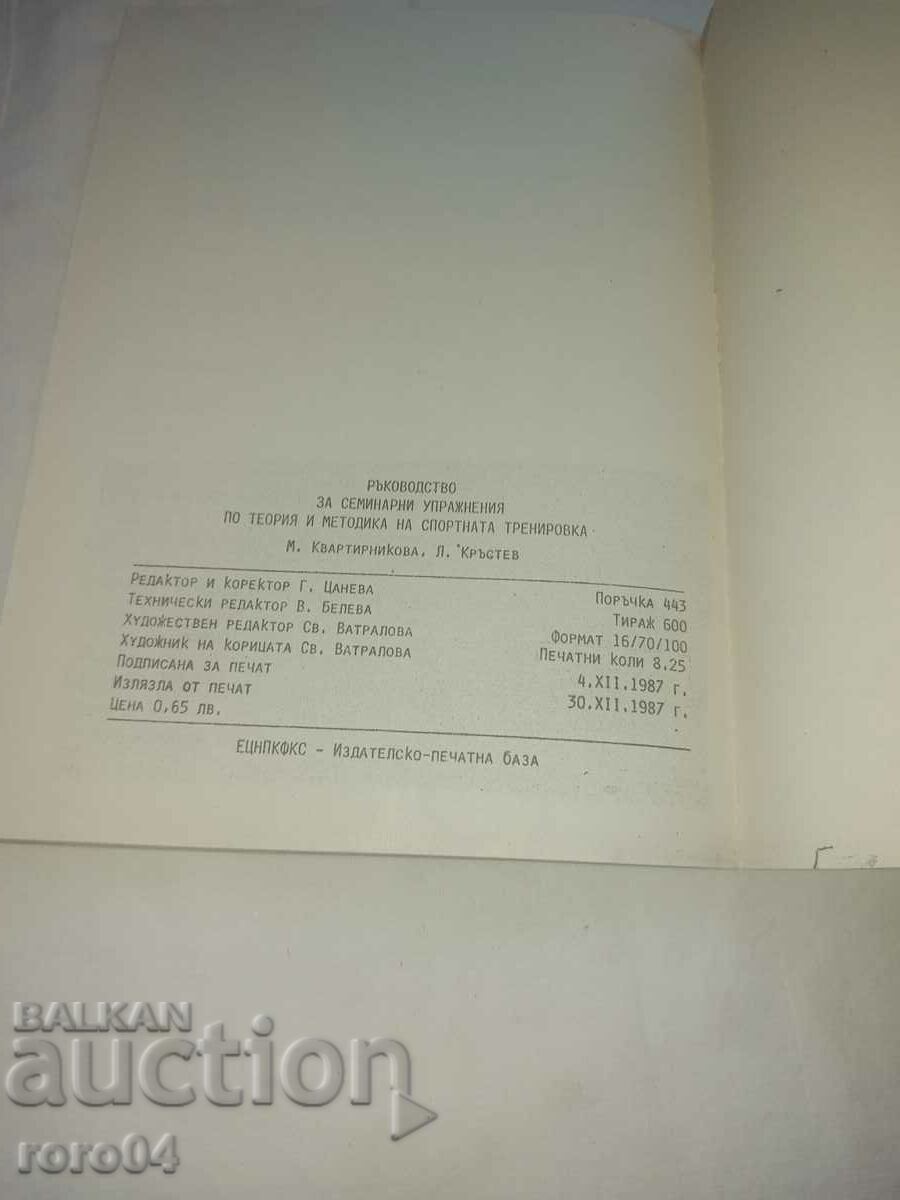 РЪКОВОДСТВО
ЗА СЕМИНАРНИ УПРАЖНЕНИЯ
ПО ТЕОРИЯ И МЕТОДИКА НА СПОРТНАТА ТРЕНИРОВКА
М. КВАРТИРНИКОВА, Л. КРЪСТЕВ
РЕДАКТОР И КОРЕКТОР Г. ЦАНЕВА ПОРЪЧКА 443
ТЕХНИЧЕСКИ РЕДАКТОР В. БЕЛЕВА ТИРАЖ 600
ХУДОЖЕСТВЕН РЕДАКТОР СВ. ВАТРАЛОВА ФОРМАТ 16/70/100
ХУДОЖНИК НА КОРИЦАТА СВ. ВАТРАЛОВА ПЕЧАТНИ КОЛИ 8.25
ПОДПИСАНА ЗА ПЕЧАТ 4.XII.1987 Г.
ИЗЛЯЗЛА ОТ ПЕЧАТ 30.XII.1987 Г.
ЦЕНА 0,65 ЛВ.
ЕЦНПКФКС - ИЗДАТЕЛСКО-ПЕЧАТНА БАЗА
BALKAN
auction
roro04